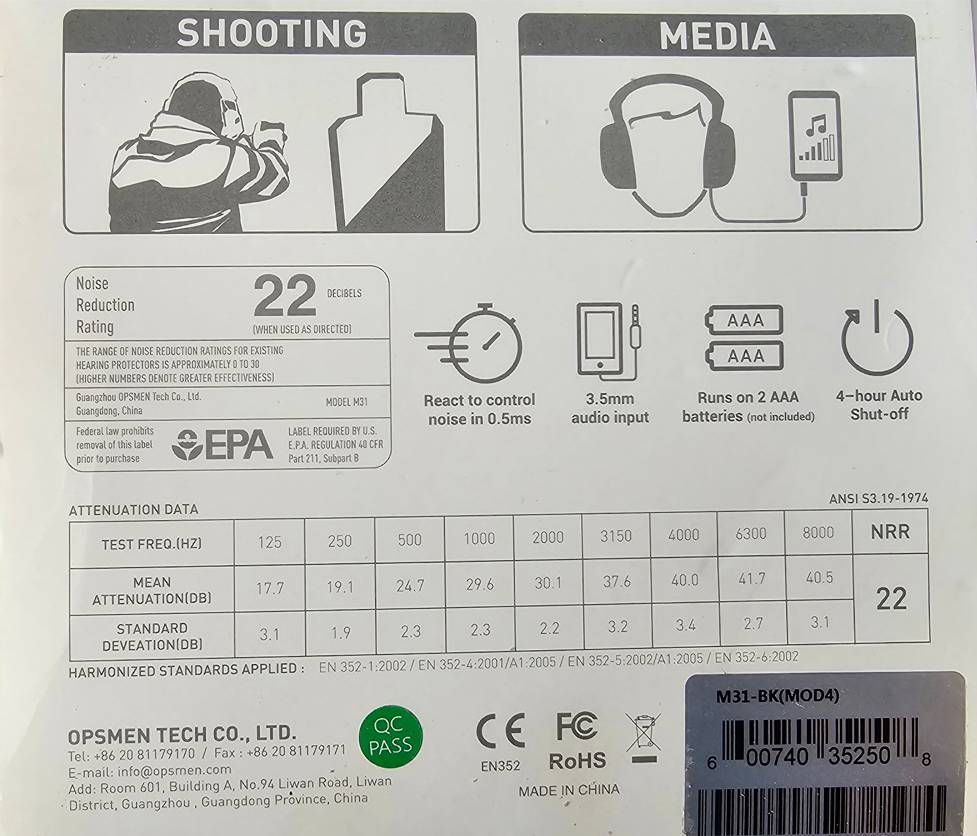 SHOOTING
MEDIA
Noise
Reduction
Rating
22 DECIBELS
(WHEN USED AS DIRECTED)
THE RANGE OF NOISE REDUCTION RATINGS FOR EXISTING
HEARING PROTECTORS IS APPROXIMATELY 0 TO 30
(HIGHER NUMBERS DENOTE GREATER EFFECTIVENESS)
Guangzhou OPSMEN Tech Co., Ltd.
Guangdong, China
MODEL M31
Federal law prohibits
removal of this label
prior to purchase
EPA
LABEL REQUIRED BY U.S.
E.P.A. REGULATION 40 CFR
Part 211, Subpart B
React to control
noise in 0.5ms
3.5mm
audio input
AAA
AAA
Runs on 2 AAA
batteries (not included)
4-hour Auto
Shut-off
ATTENUATION DATA
ANSI S3.19-1974
TEST FREQ.(HZ) 125 250 500 1000 2000 3150 4000 6300 8000 NRR
MEAN
ATTENUATION(DB) 17.7 19.1 24.7 29.6 30.1 37.6 40.0 41.7 40.5 22
STANDARD
DEVEATION(DB) 3.1 1.9 2.3 2.3 2.2 3.2 3.4 2.7 3.1
HARMONIZED STANDARDS APPLIED : EN 352-1:2002 / EN 352-4:2001/A1:2005 / EN 352-5:2002/A1:2005 / EN 352-6:2002
OPSMEN TECH CO., LTD.
Tel: +86 20 81179170 / Fax : +86 20 81179171
E-mail: info@opsmen.com
Add: Room 601, Building A, No.94 Liwan Road, Liwan
District, Guangzhou , Guangdong Province, China
QC
PASS
CE
EN352
FC
RoHS
MADE IN CHINA
M31-BK(MOD4)
6 00740 35250 8